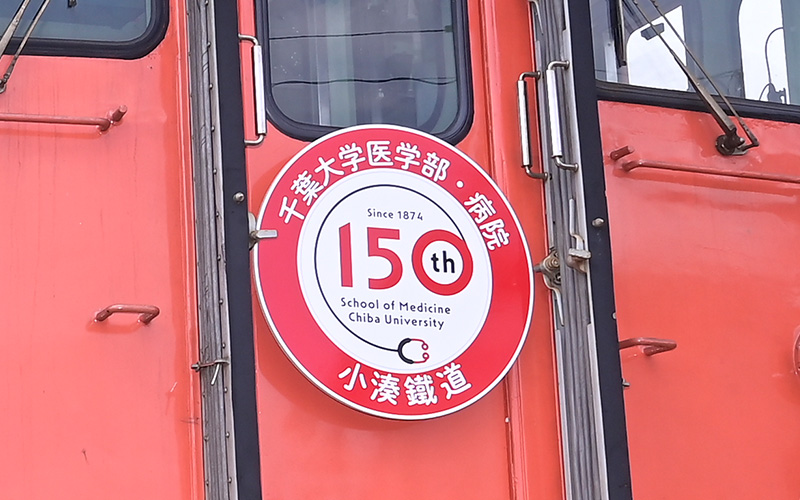 千葉大学医学部・病院
Since 1874
150th
School of Medicine
Chiba University
小湊鐵道